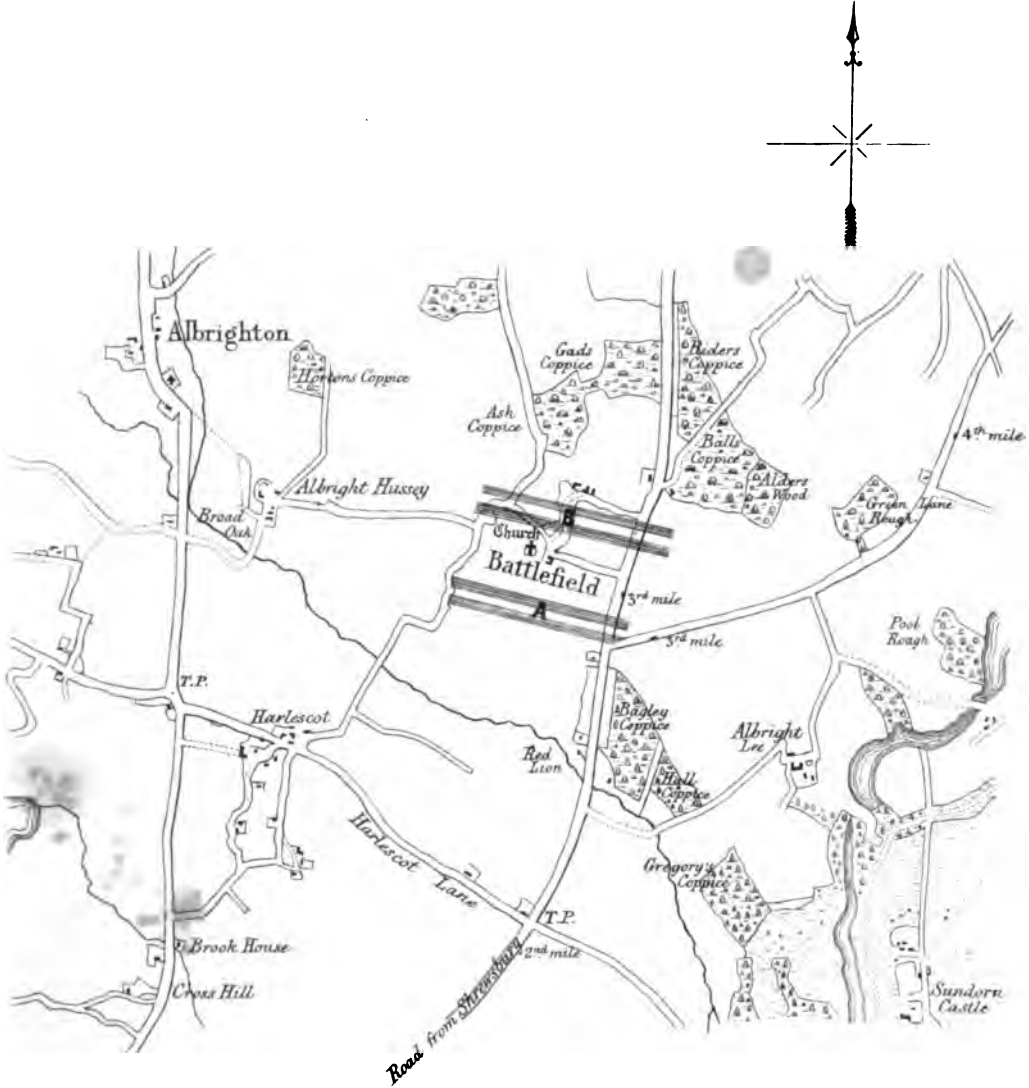 Albrighton
Hortons Coppice
Gads
Coppice
Riders
Coppice
Ash
Coppice
Balls
Coppice
Alders
Wood
4th mile
Green Lane
Rough
Albright Hussey
Broad
Oak
B
Church
Battlefield
A
3rd mile
3rd mile
Pool
Rough
T.P.
Harlescot
Bagley
Coppice
Red
Lion
Hall
Coppice
Albright
Lee
Harlescot
Lane
Gregory's
Coppice
T.P.
2nd mile
Brook House
Cross Hill
Road from Shrewsburg
Sundorn
Castle